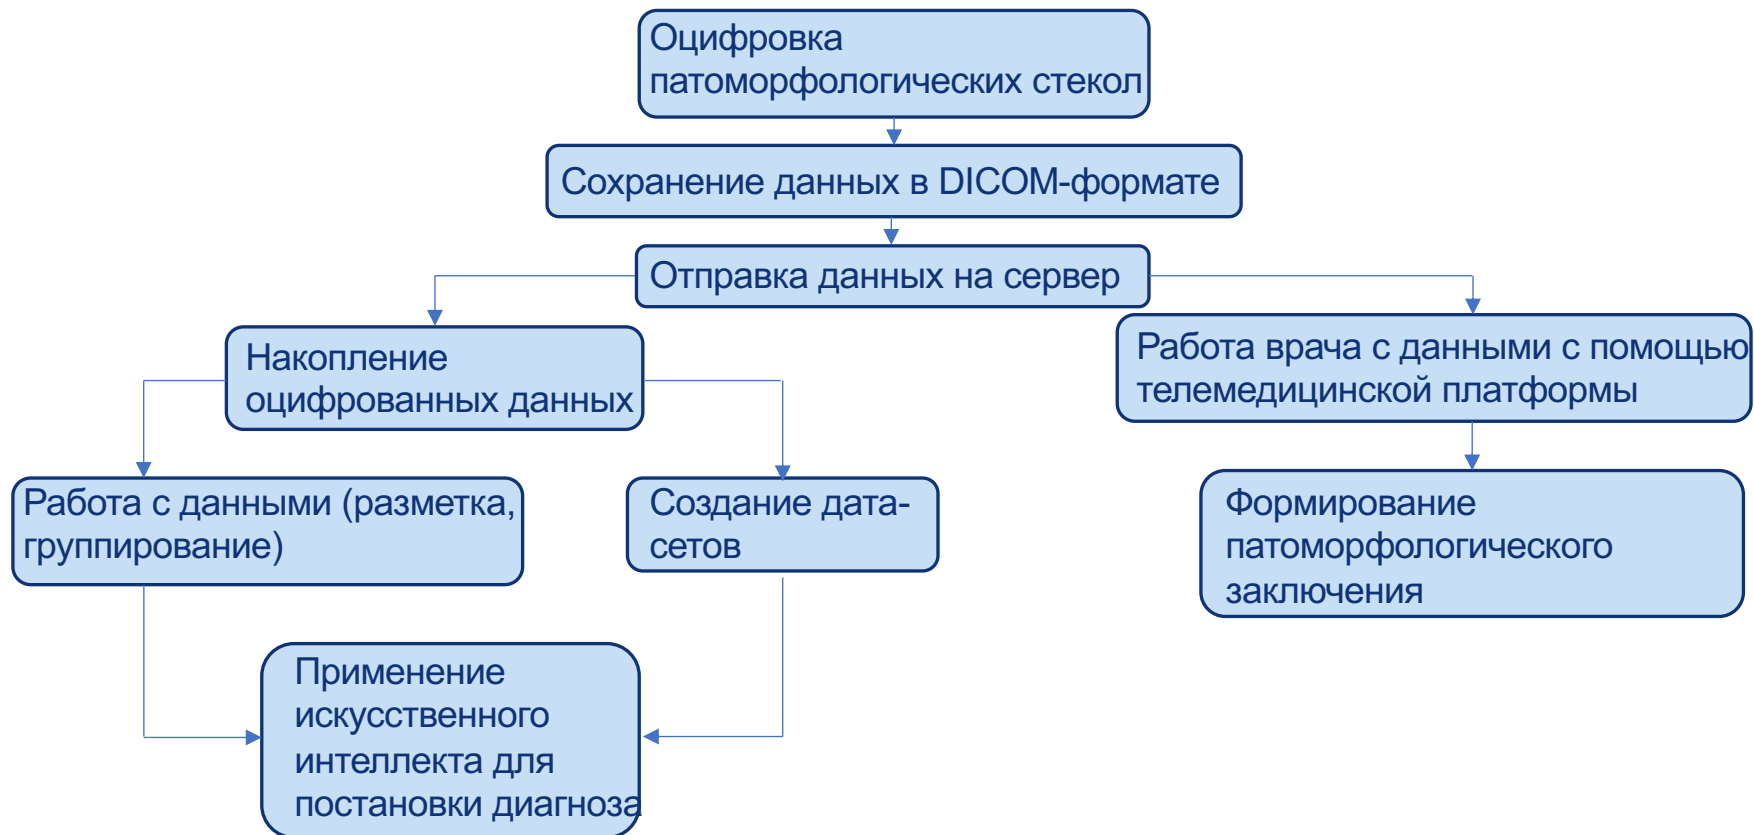 Оцифровка
патоморфологических стекол
Сохранение данных в DICOM-формате
Отправка данных на сервер
Накопление
оцифрованных данных
Работа врача с данными с помощью
телемедицинской платформы
Работа с данными (разметка,
группирование)
Создание дата-
сетов
Формирование
патоморфологического
заключения
Применение
искусственного
интеллекта для
постановки диагноза